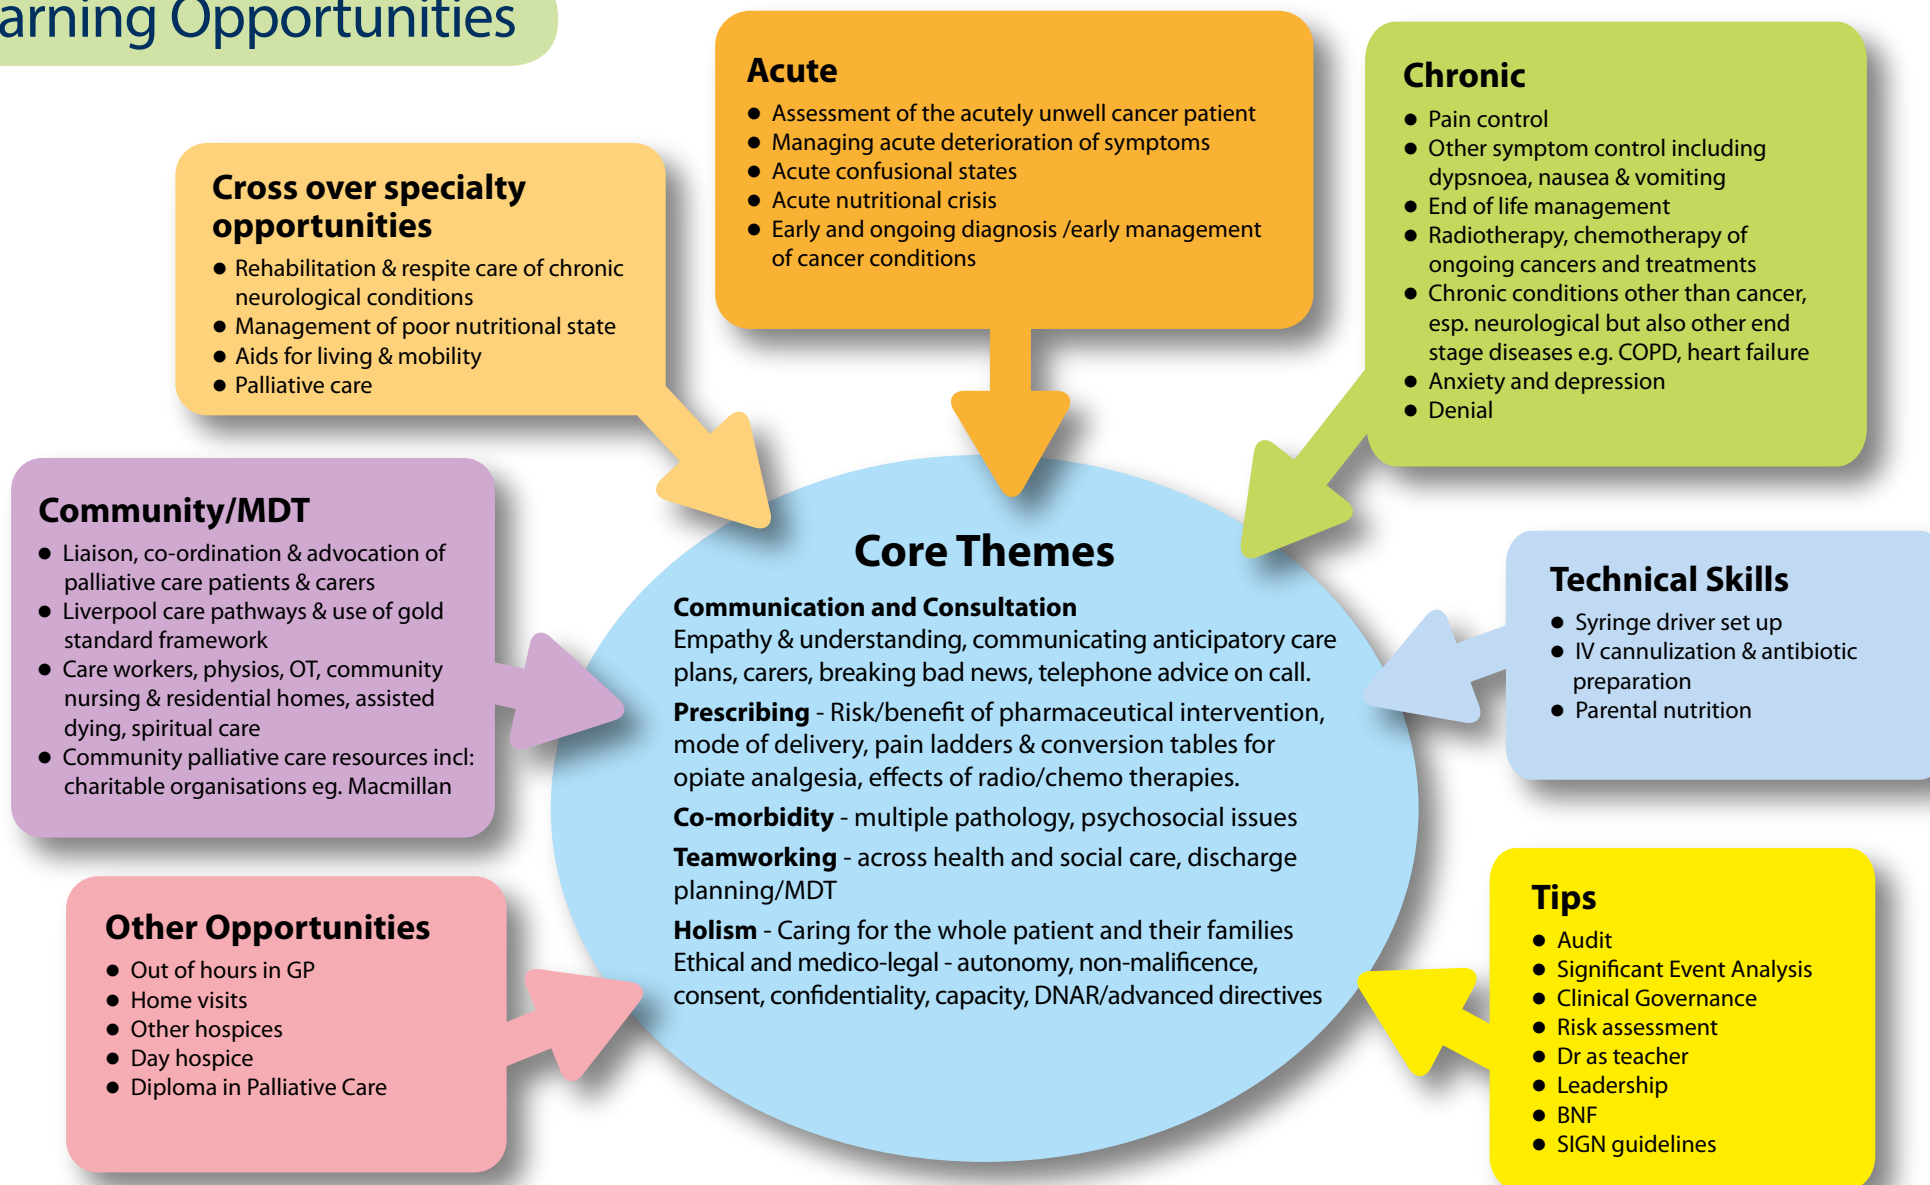 arning Opportunities
Acute
● Assessment of the acutely unwell cancer patient
● Managing acute deterioration of symptoms
● Acute confusional states
● Acute nutritional crisis
● Early and ongoing diagnosis /early management
of cancer conditions
Chronic
● Pain control
● Other symptom control including
dypsnoea, nausea & vomiting
● End of life management
● Radiotherapy, chemotherapy of
ongoing cancers and treatments
● Chronic conditions other than cancer,
esp. neurological but also other end
stage diseases e.g. COPD, heart failure
● Anxiety and depression
● Denial
Cross over specialty
opportunities
● Rehabilitation & respite care of chronic
neurological conditions
● Management of poor nutritional state
● Aids for living & mobility
● Palliative care
Community/MDT
● Liaison, co-ordination & advocation of
palliative care patients & carers
● Liverpool care pathways & use of gold
standard framework
● Care workers, physios, OT, community
nursing & residential homes, assisted
dying, spiritual care
● Community palliative care resources incl:
charitable organisations eg. Macmillan
Core Themes
Communication and Consultation
Empathy & understanding, communicating anticipatory care
plans, carers, breaking bad news, telephone advice on call.
Prescribing - Risk/benefit of pharmaceutical intervention,
mode of delivery, pain ladders & conversion tables for
opiate analgesia, effects of radio/chemo therapies.
Co-morbidity - multiple pathology, psychosocial issues
Teamworking - across health and social care, discharge
planning/MDT
Holism - Caring for the whole patient and their families
Ethical and medico-legal - autonomy, non-malificence,
consent, confidentiality, capacity, DNAR/advanced directives
Technical Skills
● Syringe driver set up
● IV cannulization & antibiotic
preparation
● Parental nutrition
Other Opportunities
● Out of hours in GP
● Home visits
● Other hospices
● Day hospice
● Diploma in Palliative Care
Tips
● Audit
● Significant Event Analysis
● Clinical Governance
● Risk assessment
● Dr as teacher
● Leadership
● BNF
● SIGN guidelines